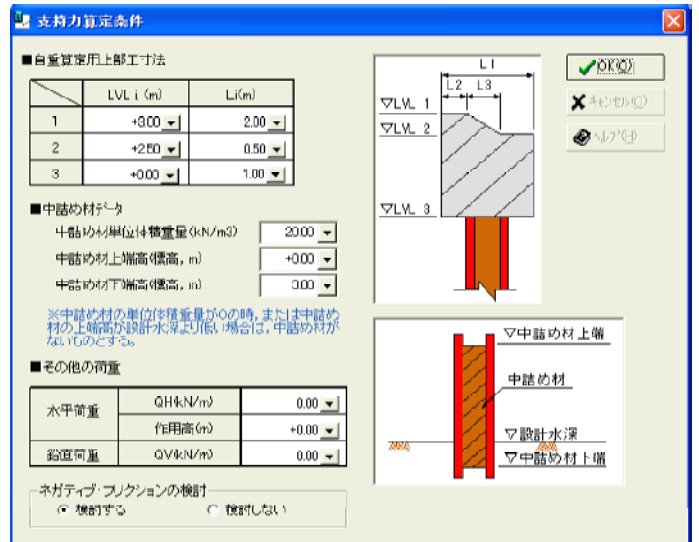 支持力算定条件
■自重算定用上部工寸法
LVL i (m) Li(m)
1 +3.00 2.00
2 +2.50 0.50
3 +0.00 1.00
■中詰め材データ
中詰め材単位体積重量(kN/m3) 20.00
中詰め材上端高(標高, m) +0.00
中詰め材下端高(標高, m) 0.00
※中詰め材の単位体積重量が0の時, または中詰め
材の上端高が設計水深より低い場合は, 中詰め材が
ないものとする。
■その他の荷重
水平荷重 QH(kN/m) 0.00
作用高(m) +0.00
鉛直荷重 QV(kN/m) 0.00
ネガティブ・フリクションの検討
検討する 検討しない
L1
L2 L3
▽LVL 1
▽LVL 2
▽LVL 3
▽中詰め材上端
中詰め材
▽設計水深
▽中詰め材下端
OK(O)
キャンセル(C)
ヘルプ(H)